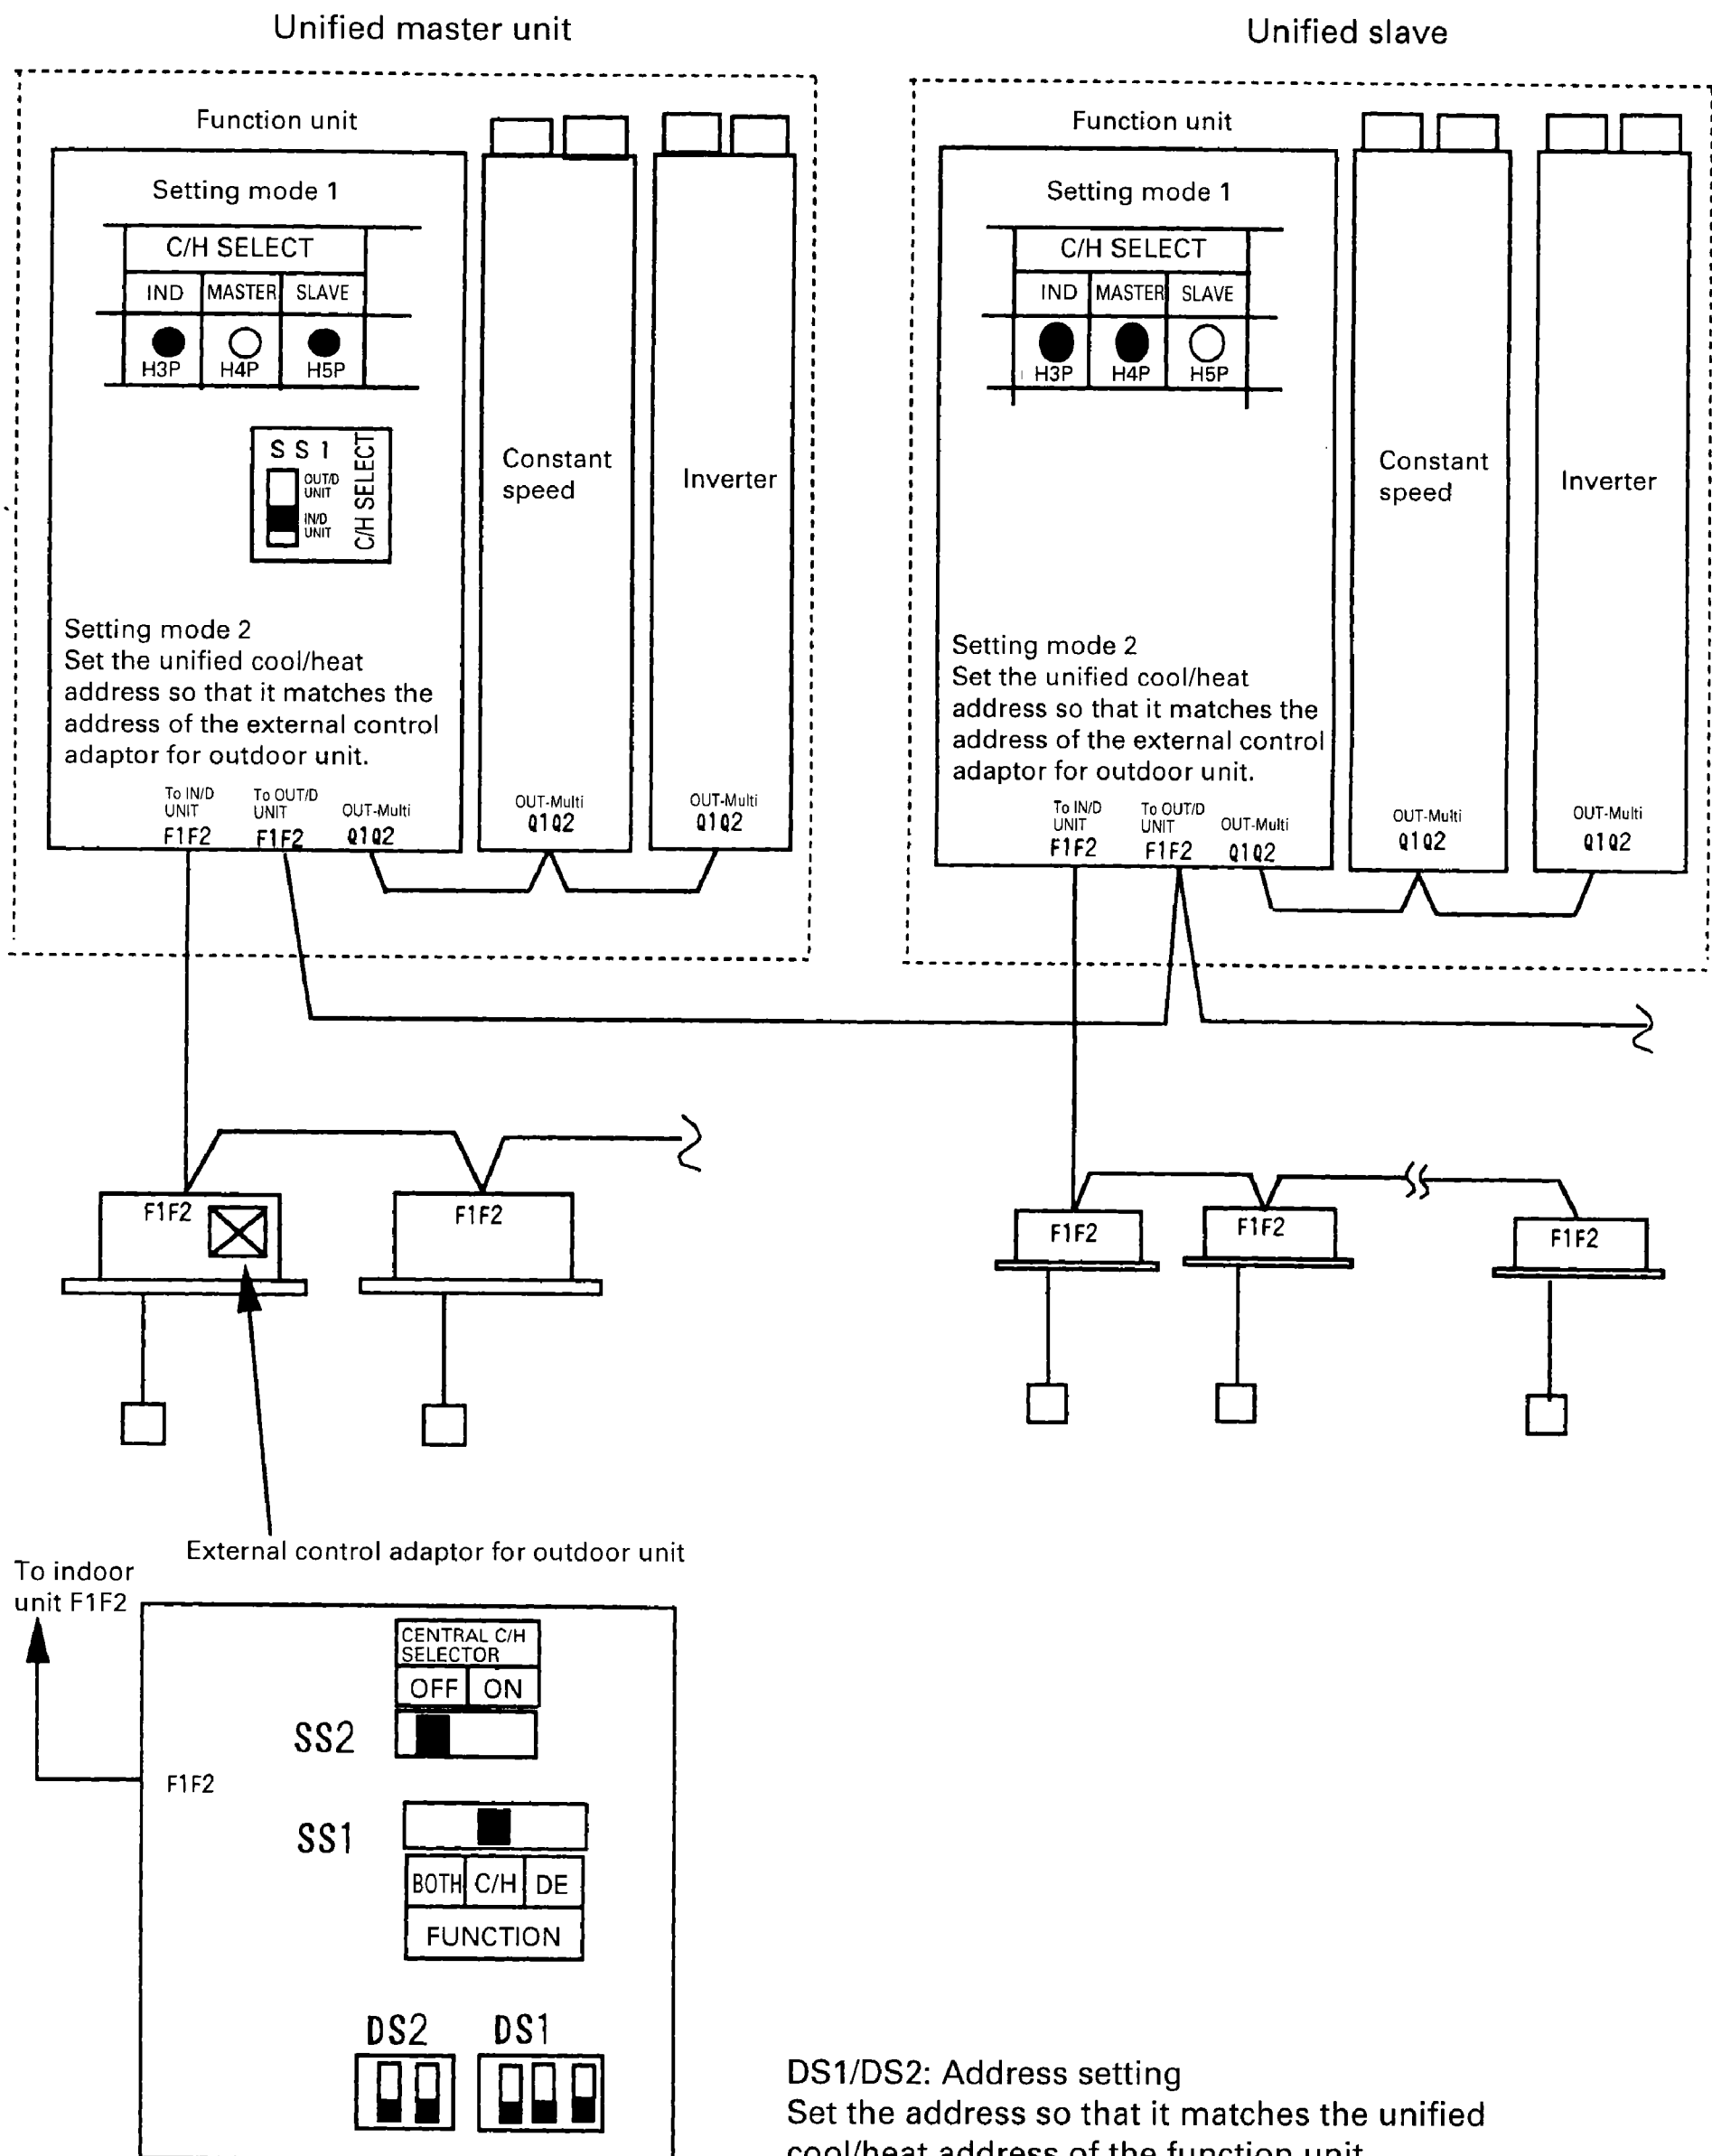 Unified master unit
Unified slave
Function unit
Setting mode 1
C/H SELECT
IND MASTER SLAVE
H3P H4P H5P
S S 1
OUT/D
UNIT
IN/D
UNIT
C/H SELECT
Setting mode 2
Set the unified cool/heat
address so that it matches the
address of the external control
adaptor for outdoor unit.
To IN/D
UNIT
F1F2
To OUT/D
UNIT
F1F2
OUT-Multi
Q1Q2
Constant
speed
OUT-Multi
Q1Q2
Inverter
OUT-Multi
Q1Q2
Function unit
Setting mode 1
C/H SELECT
IND MASTER SLAVE
H3P H4P H5P
Setting mode 2
Set the unified cool/heat
address so that it matches the
address of the external control
adaptor for outdoor unit.
To IN/D
UNIT
F1F2
To OUT/D
UNIT
F1F2
OUT-Multi
Q1Q2
Constant
speed
OUT-Multi
Q1Q2
Inverter
OUT-Multi
Q1Q2
F1F2
F1F2
F1F2
F1F2
F1F2
External control adaptor for outdoor unit
To indoor
unit F1F2
CENTRAL C/H
SELECTOR
OFF ON
SS2
F1F2
SS1
BOTH C/H DE
FUNCTION
DS2 DS1
DS1/DS2: Address setting
Set the address so that it matches the unified
cool/heat address of the function unit